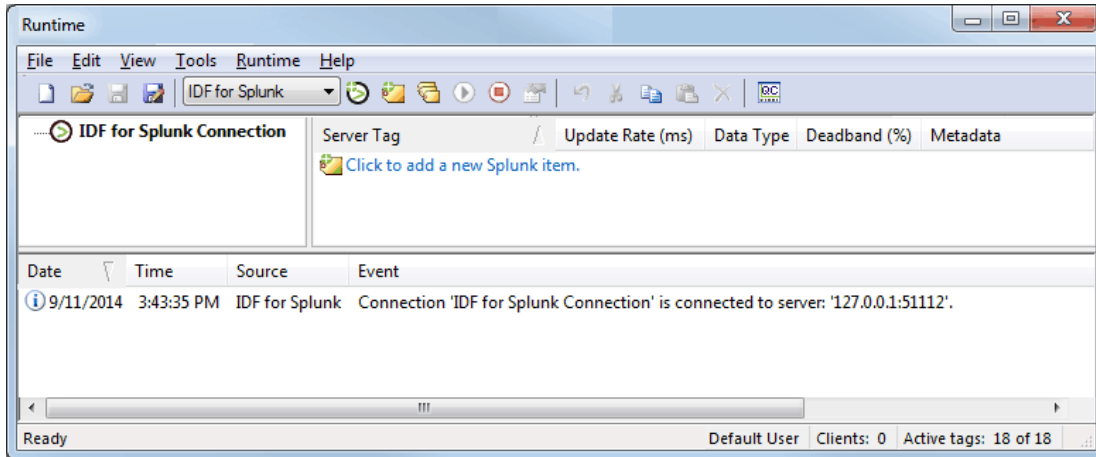 Runtime
File Edit View Tools Runtime Help
IDF for Splunk
QC
IDF for Splunk Connection
Server Tag Update Rate (ms) Data Type Deadband (%) Metadata
Click to add a new Splunk item.
Date Time Source Event
9/11/2014 3:43:35 PM IDF for Splunk Connection 'IDF for Splunk Connection' is connected to server: '127.0.0.1:51112'.
Ready Default User Clients: 0 Active tags: 18 of 18